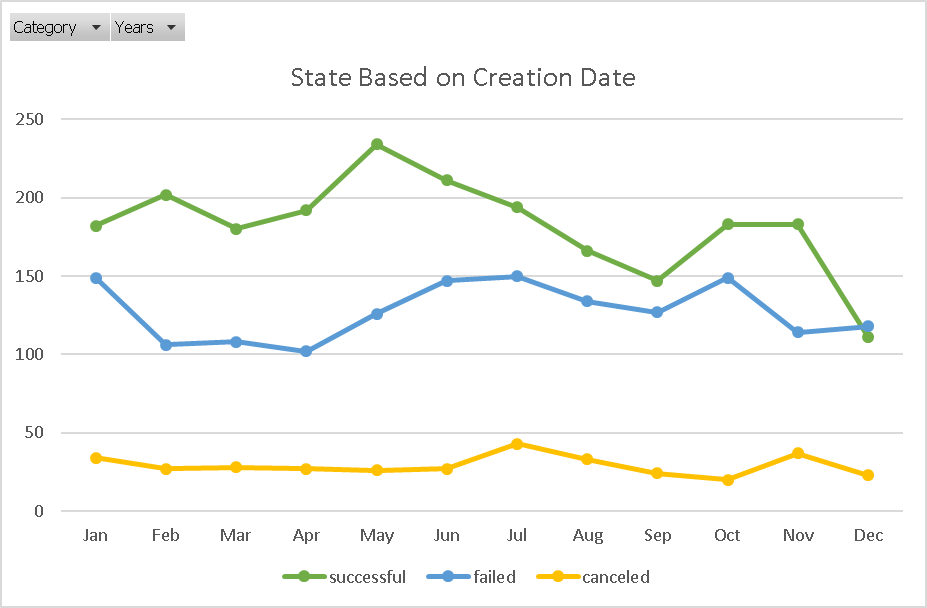 Category Years
State Based on Creation Date
250
200
150
100
50
0
Jan Feb Mar Apr May Jun Jul Aug Sep Oct Nov Dec
successful failed canceled